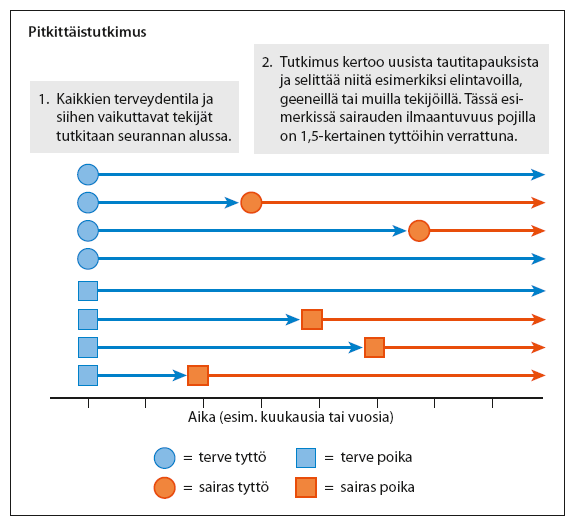 Pitkittäistutkimus
1. Kaikkien terveydentila ja
siihen vaikuttavat tekijät
tutkitaan seurannan alussa.
2. Tutkimus kertoo uusista tautitapauksista
ja selittää niitä esimerkiksi elintavoilla,
geeneillä tai muilla tekijöillä. Tässä esi-
merkissä sairauden ilmaantuvuus pojilla
on 1,5-kertainen tyttöihin verrattuna.
Aika (esim. kuukausia tai vuosia)
= terve tyttö
= terve poika
= sairas tyttö
= sairas poika